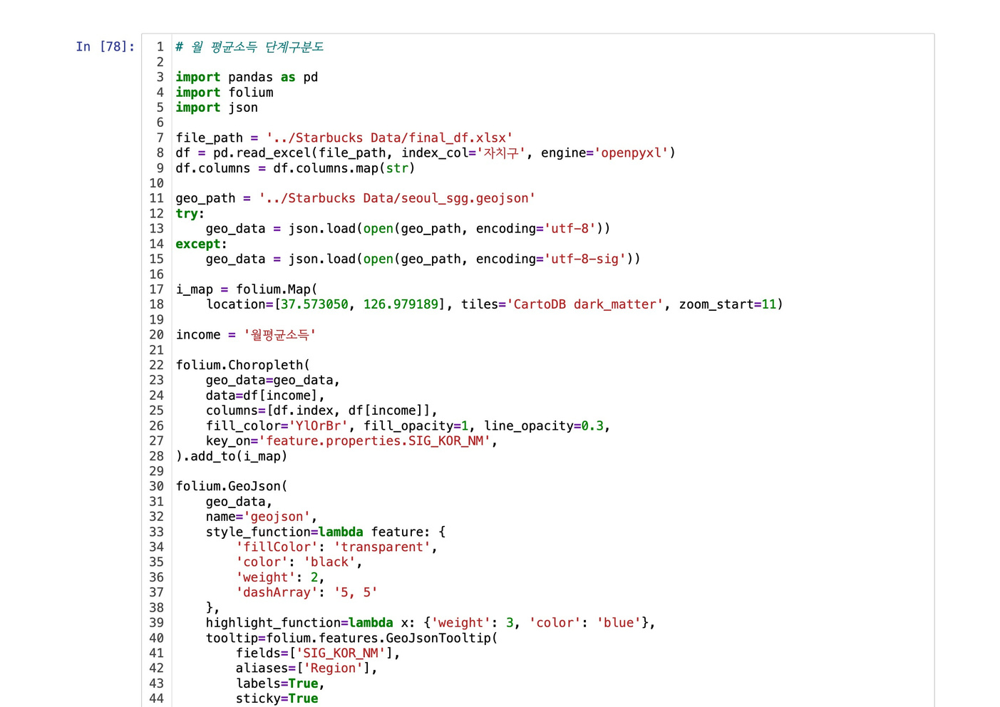 In [78]:
1 # 월 평균소득 단계구분도
2
3 import pandas as pd
4 import folium
5 import json
6
7 file_path = '../Starbucks Data/final_df.xlsx'
8 df = pd.read_excel(file_path, index_col='자치구', engine='openpyxl')
9 df.columns = df.columns.map(str)
10
11 geo_path = '../Starbucks Data/seoul_sgg.geojson'
12 try:
13     geo_data = json.load(open(geo_path, encoding='utf-8'))
14 except:
15     geo_data = json.load(open(geo_path, encoding='utf-8-sig'))
16
17 i_map = folium.Map(
18     location=[37.573050, 126.979189], tiles='CartoDB dark_matter', zoom_start=11)
19
20 income = '월평균소득'
21
22 folium.Choropleth(
23     geo_data=geo_data,
24     data=df[income],
25     columns=[df.index, df[income]],
26     fill_color='YlOrBr', fill_opacity=1, line_opacity=0.3,
27     key_on='feature.properties.SIG_KOR_NM',
28 ).add_to(i_map)
29
30 folium.GeoJson(
31     geo_data,
32     name='geojson',
33     style_function=lambda feature: {
34         'fillColor': 'transparent',
35         'color': 'black',
36         'weight': 2,
37         'dashArray': '5, 5'
38     },
39     highlight_function=lambda x: {'weight': 3, 'color': 'blue'},
40     tooltip=folium.features.GeoJsonTooltip(
41         fields=['SIG_KOR_NM'],
42         aliases=['Region'],
43         labels=True,
44         sticky=True